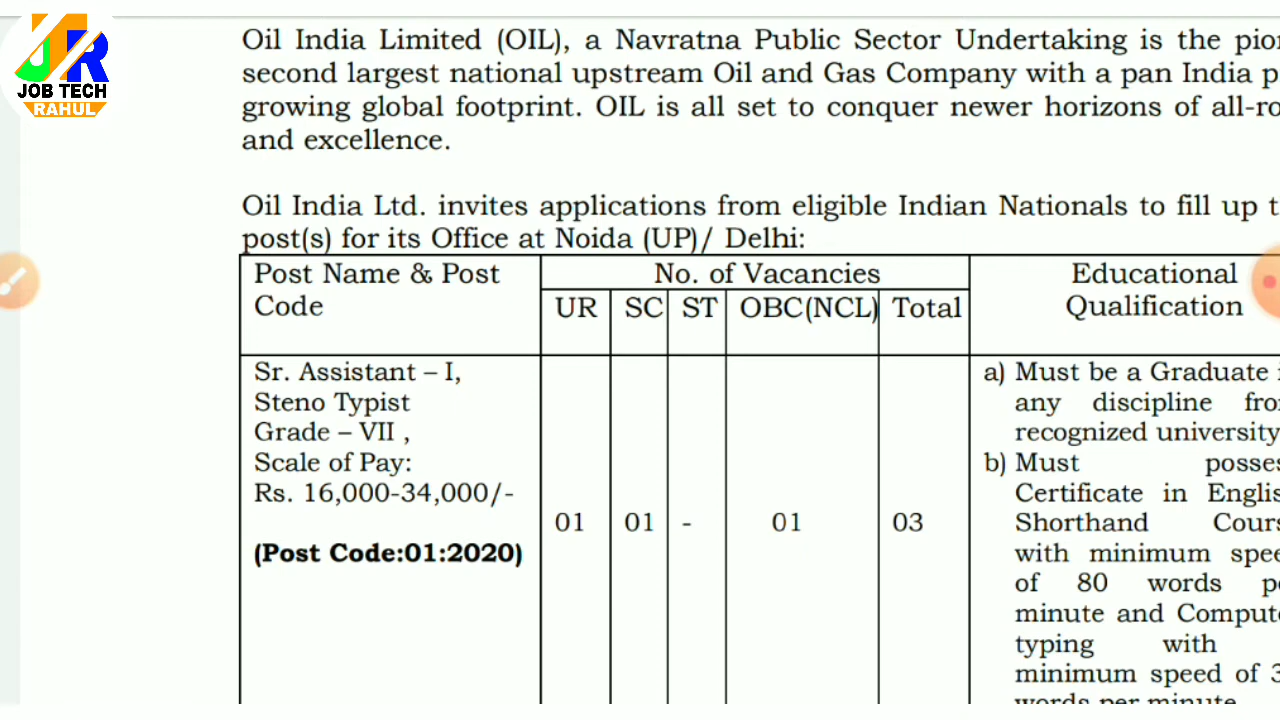 JR
JOB TECH
RAHUL
Oil India Limited (OIL), a Navratna Public Sector Undertaking is the
second largest national upstream Oil and Gas Company with a pan India
growing global footprint. OIL is all set to conquer newer horizons of
and excellence.
Oil India Ltd. invites applications from eligible Indian Nationals to fill up
post(s) for its Office at Noida (UP)/ Delhi:
Post Name & Post
Code
No. of Vacancies
UR SC ST OBC(NCL) Total
Educational
Qualification
Sr. Assistant – I,
Steno Typist
Grade – VII ,
Scale of Pay:
Rs. 16,000-34,000/-
(Post Code:01:2020)
01 01 - 01 03
a) Must be a Graduate
any discipline
recognized university
b) Must
Certificate in
Shorthand
with minimum
of 80 words
minute and
typing with
minimum speed of
words per minute